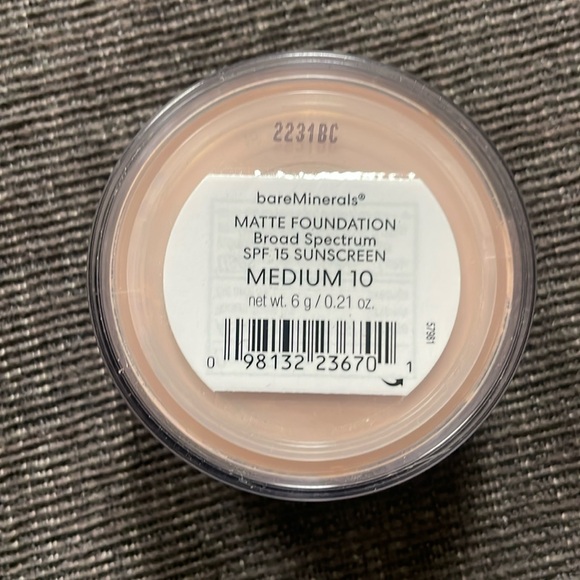 2231BC
bareMinerals®
MATTE FOUNDATION
Broad Spectrum
SPF 15 SUNSCREEN
MEDIUM 10
net wt. 6 g / 0.21 oz.
57981
0 98132 23670 1